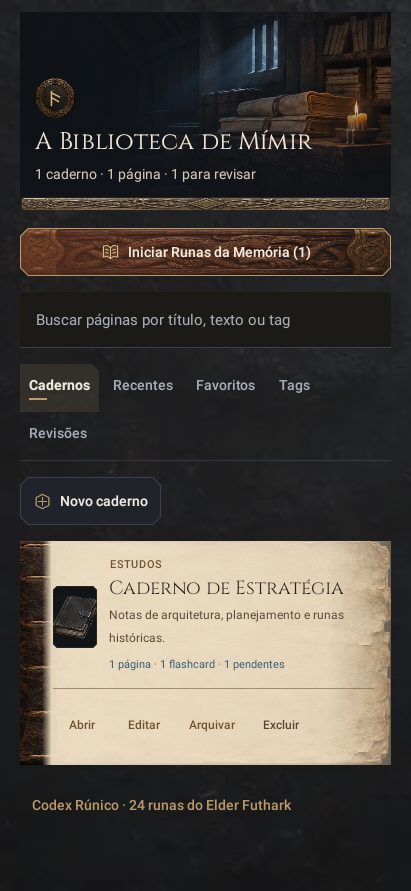 A Biblioteca de Mímir
1 caderno · 1 página · 1 para revisar
Iniciar Runas da Memória (1)
Buscar páginas por título, texto ou tag
Cadernos Recentes Favoritos Tags
Revisões
Novo caderno
ESTUDOS
Caderno de Estratégia
Notas de arquitetura, planejamento e runas
históricas.
1 página · 1 flashcard · 1 pendentes
Abrir Editar Arquivar Excluir
Codex Rúnico · 24 runas do Elder Futhark